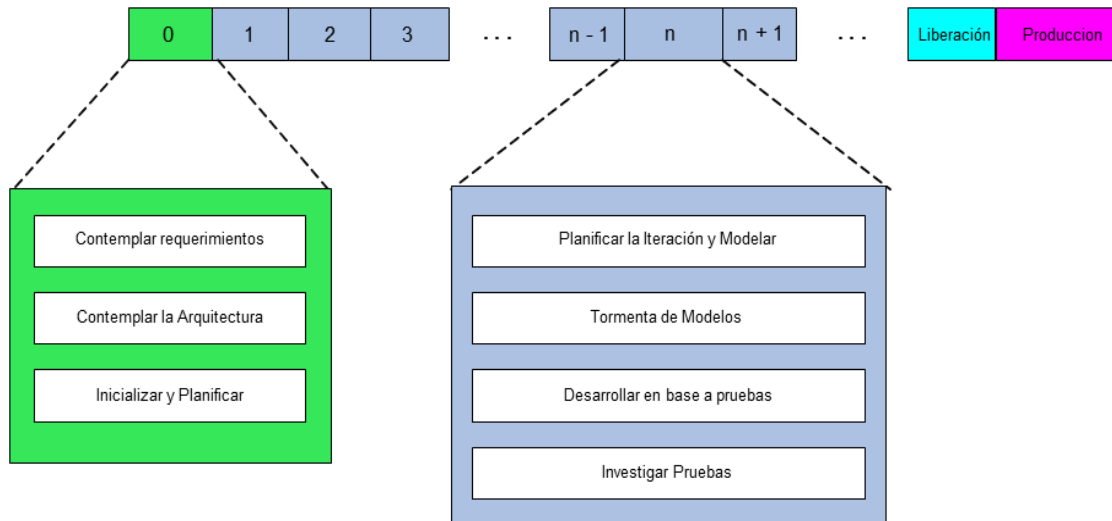 0 1 2 3 ... n - 1 n n + 1 ... Liberación Produccion
Contemplar requerimientos
Contemplar la Arquitectura
Inicializar y Planificar
Planificar la Iteración y Modelar
Tormenta de Modelos
Desarrollar en base a pruebas
Investigar Pruebas